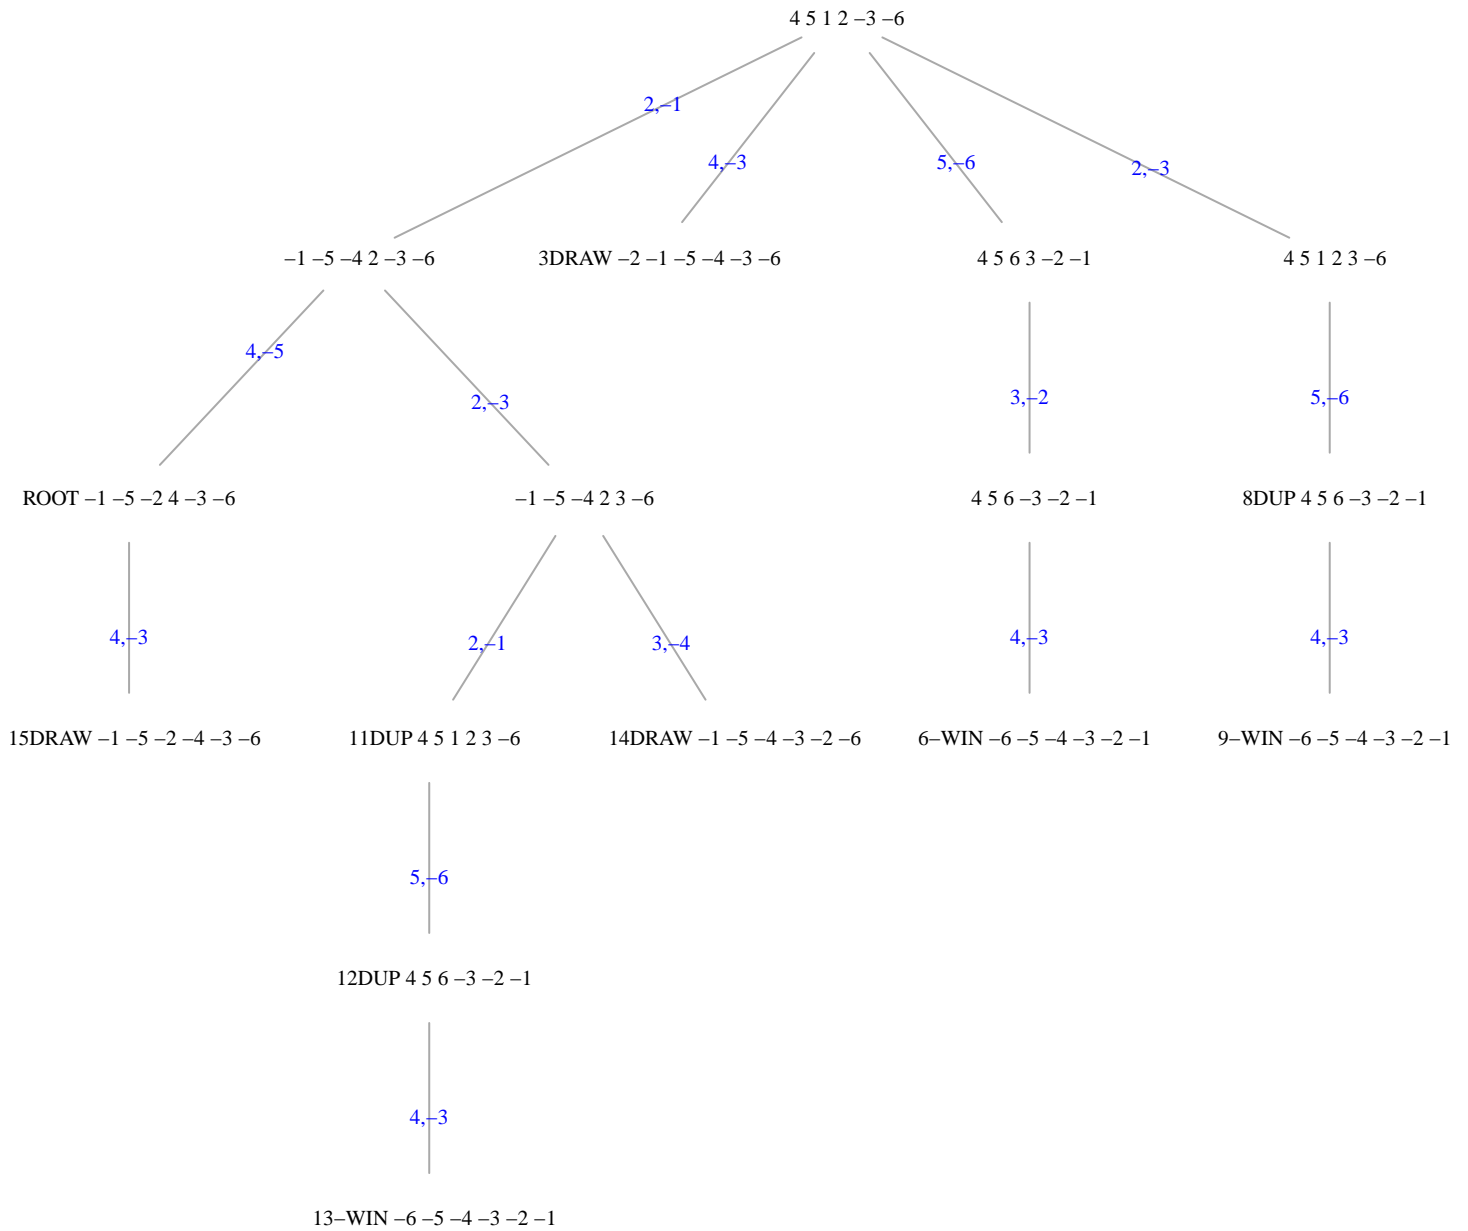 4 5 1 2 –3 –6
2,–1
4,–3
5,–6
2,–3
–1 –5 –4 2 –3 –6
3DRAW –2 –1 –5 –4 –3 –6
4 5 6 3 –2 –1
4 5 1 2 3 –6
4,–5
2,–3
3,–2
5,–6
ROOT –1 –5 –2 4 –3 –6
–1 –5 –4 2 3 –6
4 5 6 –3 –2 –1
8DUP 4 5 6 –3 –2 –1
4,–3
2,–1
3,–4
4,–3
4,–3
15DRAW –1 –5 –2 –4 –3 –6
11DUP 4 5 1 2 3 –6
14DRAW –1 –5 –4 –3 –2 –6
6–WIN –6 –5 –4 –3 –2 –1
9–WIN –6 –5 –4 –3 –2 –1
5,–6
12DUP 4 5 6 –3 –2 –1
4,–3
13–WIN –6 –5 –4 –3 –2 –1